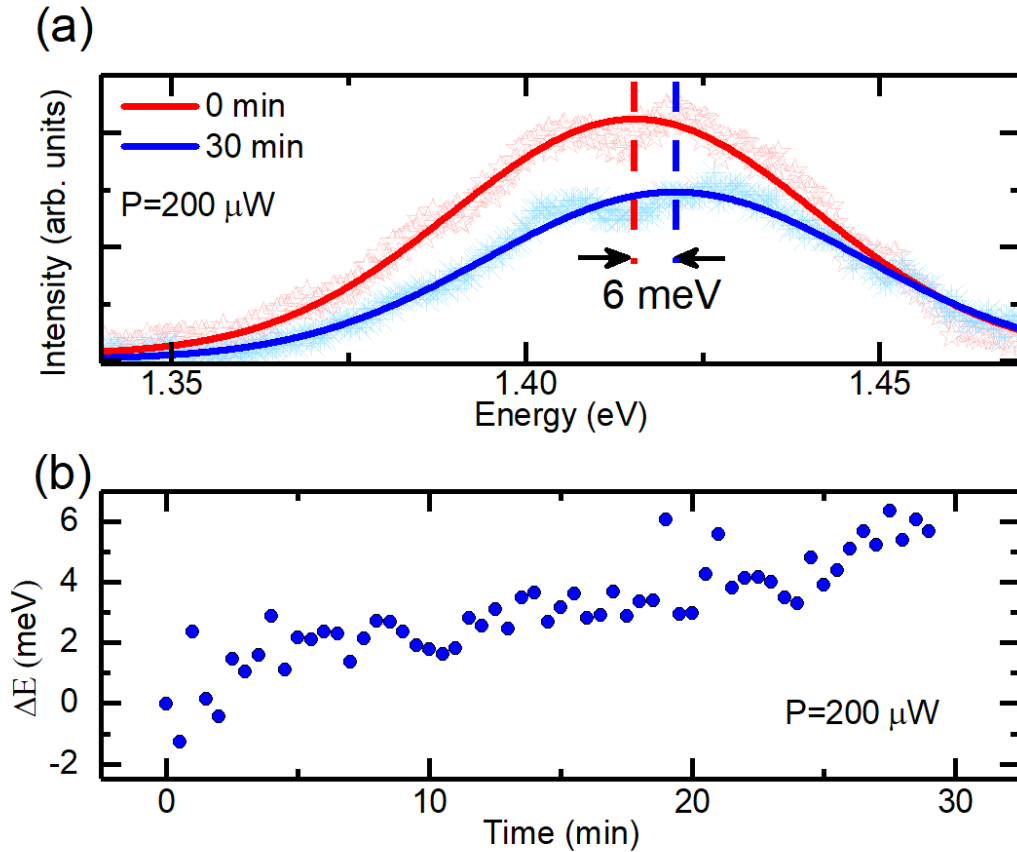 (a)
0 min
30 min
P=200 μW
6 meV
Intensity (arb. units)
1.35
1.40
1.45
Energy (eV)
(b)
6
4
2
0
-2
ΔE (meV)
P=200 μW
0
10
20
30
Time (min)